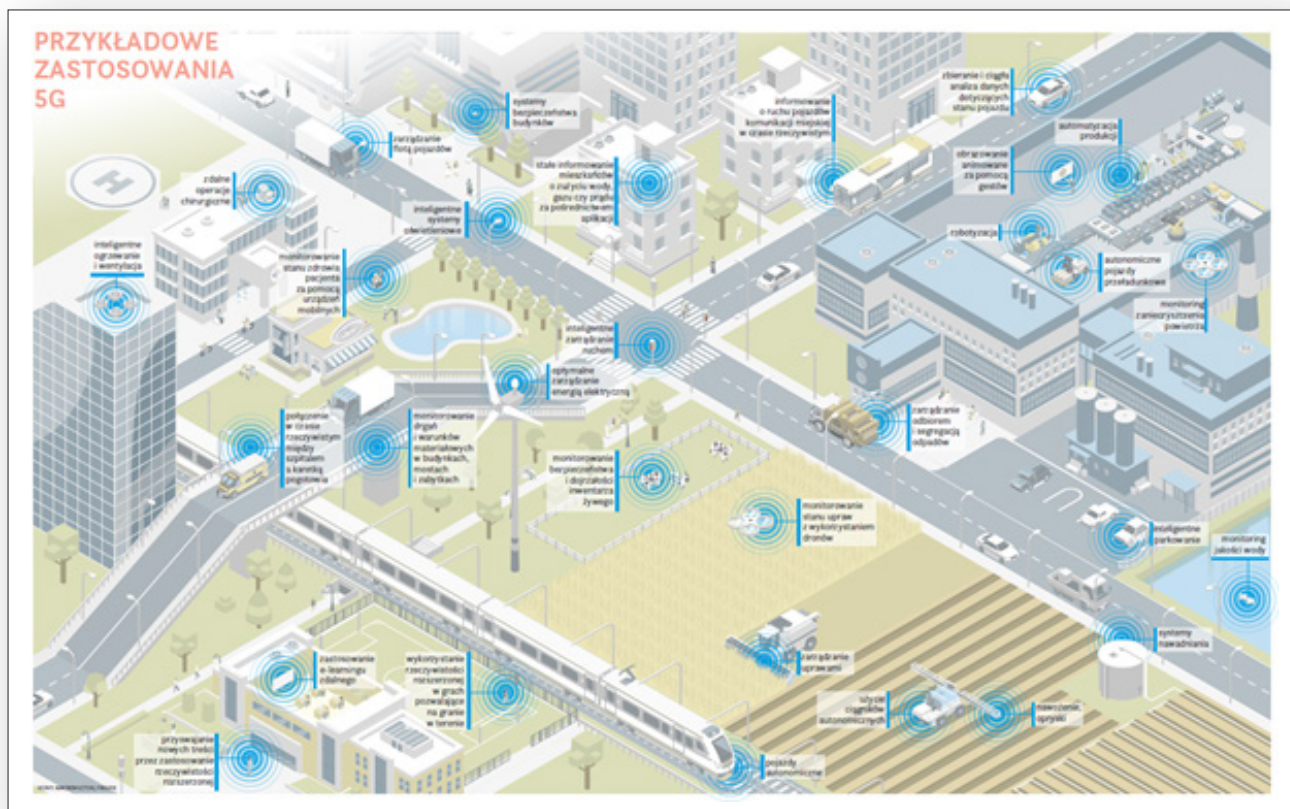 PRZYKŁADOWE
ZASTOSOWANIA
5G
systemy
bezpieczeństwa
budynków
zarządzanie
flotą pojazdów
zdalne
operacje
chirurgiczne
inteligentne
ogrzewanie
i wentylacja
monitorowanie
stanu zdrowia
pacjenta
za pomocą
urządzeń
mobilnych
inteligentne
systemy
oświetleniowe
stałe informowanie
mieszkańców
o zużyciu wody,
gazu czy prądu
za pośrednictwem
aplikacji
informowanie
o ruchu pojazdów
komunikacji miejskiej
w czasie rzeczywistym
zbieranie i ciągła
analiza danych
dotyczących
stanu pojazdu
automatyzacja
produkcji
obrazowanie
animowane
za pomocą
gestów
robotyzacja
autonomiczne
pojazdy
przeładunkowe
monitoring
zanieczyszczenia
powietrza
inteligentne
zarządzanie
ruchem
optymalne
zarządzanie
energią elektryczną
połączenie
w czasie
rzeczywistym
między
szpitalem
a karetką
pogotowia
monitorowanie
drgań
i warunków
materiałowych
w budynkach,
mostach
i zabytkach
monitorowanie
bezpieczeństwa
i dojrzałości
inwentarza
żywego
zarządzanie
odbiorem
i segregacją
odpadów
monitorowanie
stanu upraw
z wykorzystaniem
dronów
inteligentne
parkowanie
monitoring
jakości wody
systemy
nawadniania
zarządzanie
uprawami
użycie
ciągników
autonomicznych
nawożenie,
opryski
zastosowanie
e-learningu
zdalnego
wykorzystanie
rzeczywistości
rozszerzonej
w grach
pozwalające
na granie
w terenie
przyswajanie
nowych treści
przez zastosowanie
rzeczywistości
rozszerzonej
pojazdy
autonomiczne